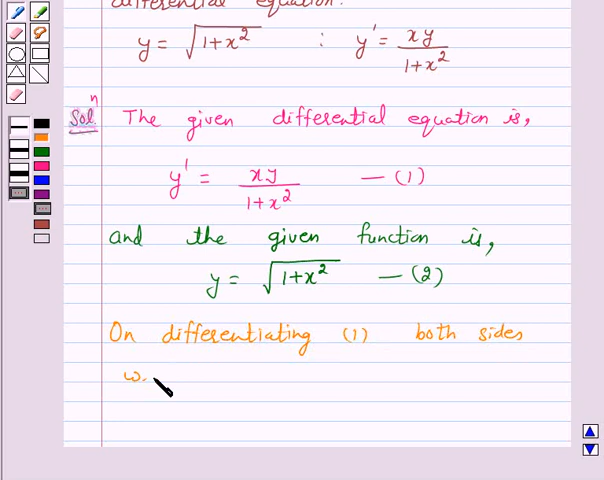 differential equation.
y = √(1+x²) : y' = xy/(1+x²)
Solⁿ The given differential equation is,
y' = xy/(1+x²) — (1)
and the given function is,
y = √(1+x²) — (2)
On differentiating (1) both sides
w.